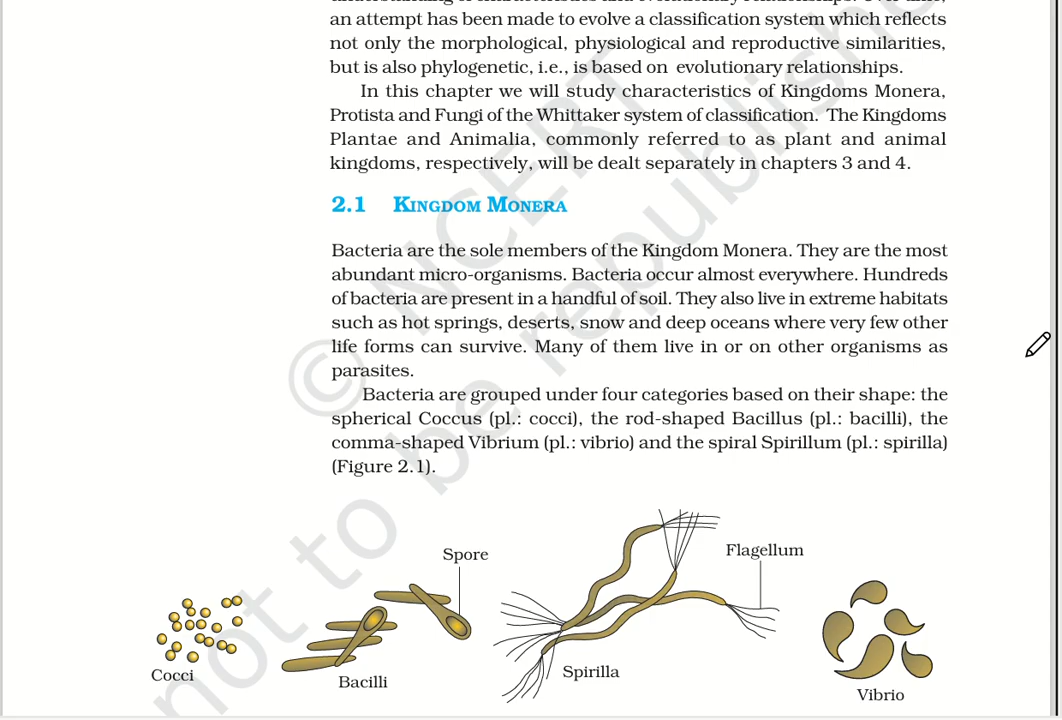 an attempt has been made to evolve a classification system which reflects
not only the morphological, physiological and reproductive similarities,
but is also phylogenetic, i.e., is based on evolutionary relationships.
In this chapter we will study characteristics of Kingdoms Monera,
Protista and Fungi of the Whittaker system of classification. The Kingdoms
Plantae and Animalia, commonly referred to as plant and animal
kingdoms, respectively, will be dealt separately in chapters 3 and 4.
2.1 KINGDOM MONERA
Bacteria are the sole members of the Kingdom Monera. They are the most
abundant micro-organisms. Bacteria occur almost everywhere. Hundreds
of bacteria are present in a handful of soil. They also live in extreme habitats
such as hot springs, deserts, snow and deep oceans where very few other
life forms can survive. Many of them live in or on other organisms as
parasites.
Bacteria are grouped under four categories based on their shape: the
spherical Coccus (pl.: cocci), the rod-shaped Bacillus (pl.: bacilli), the
comma-shaped Vibrium (pl.: vibrio) and the spiral Spirillum (pl.: spirilla)
(Figure 2.1).
Spore
Flagellum
Cocci
Bacilli
Spirilla
Vibrio
© NCERT
not to be republishe